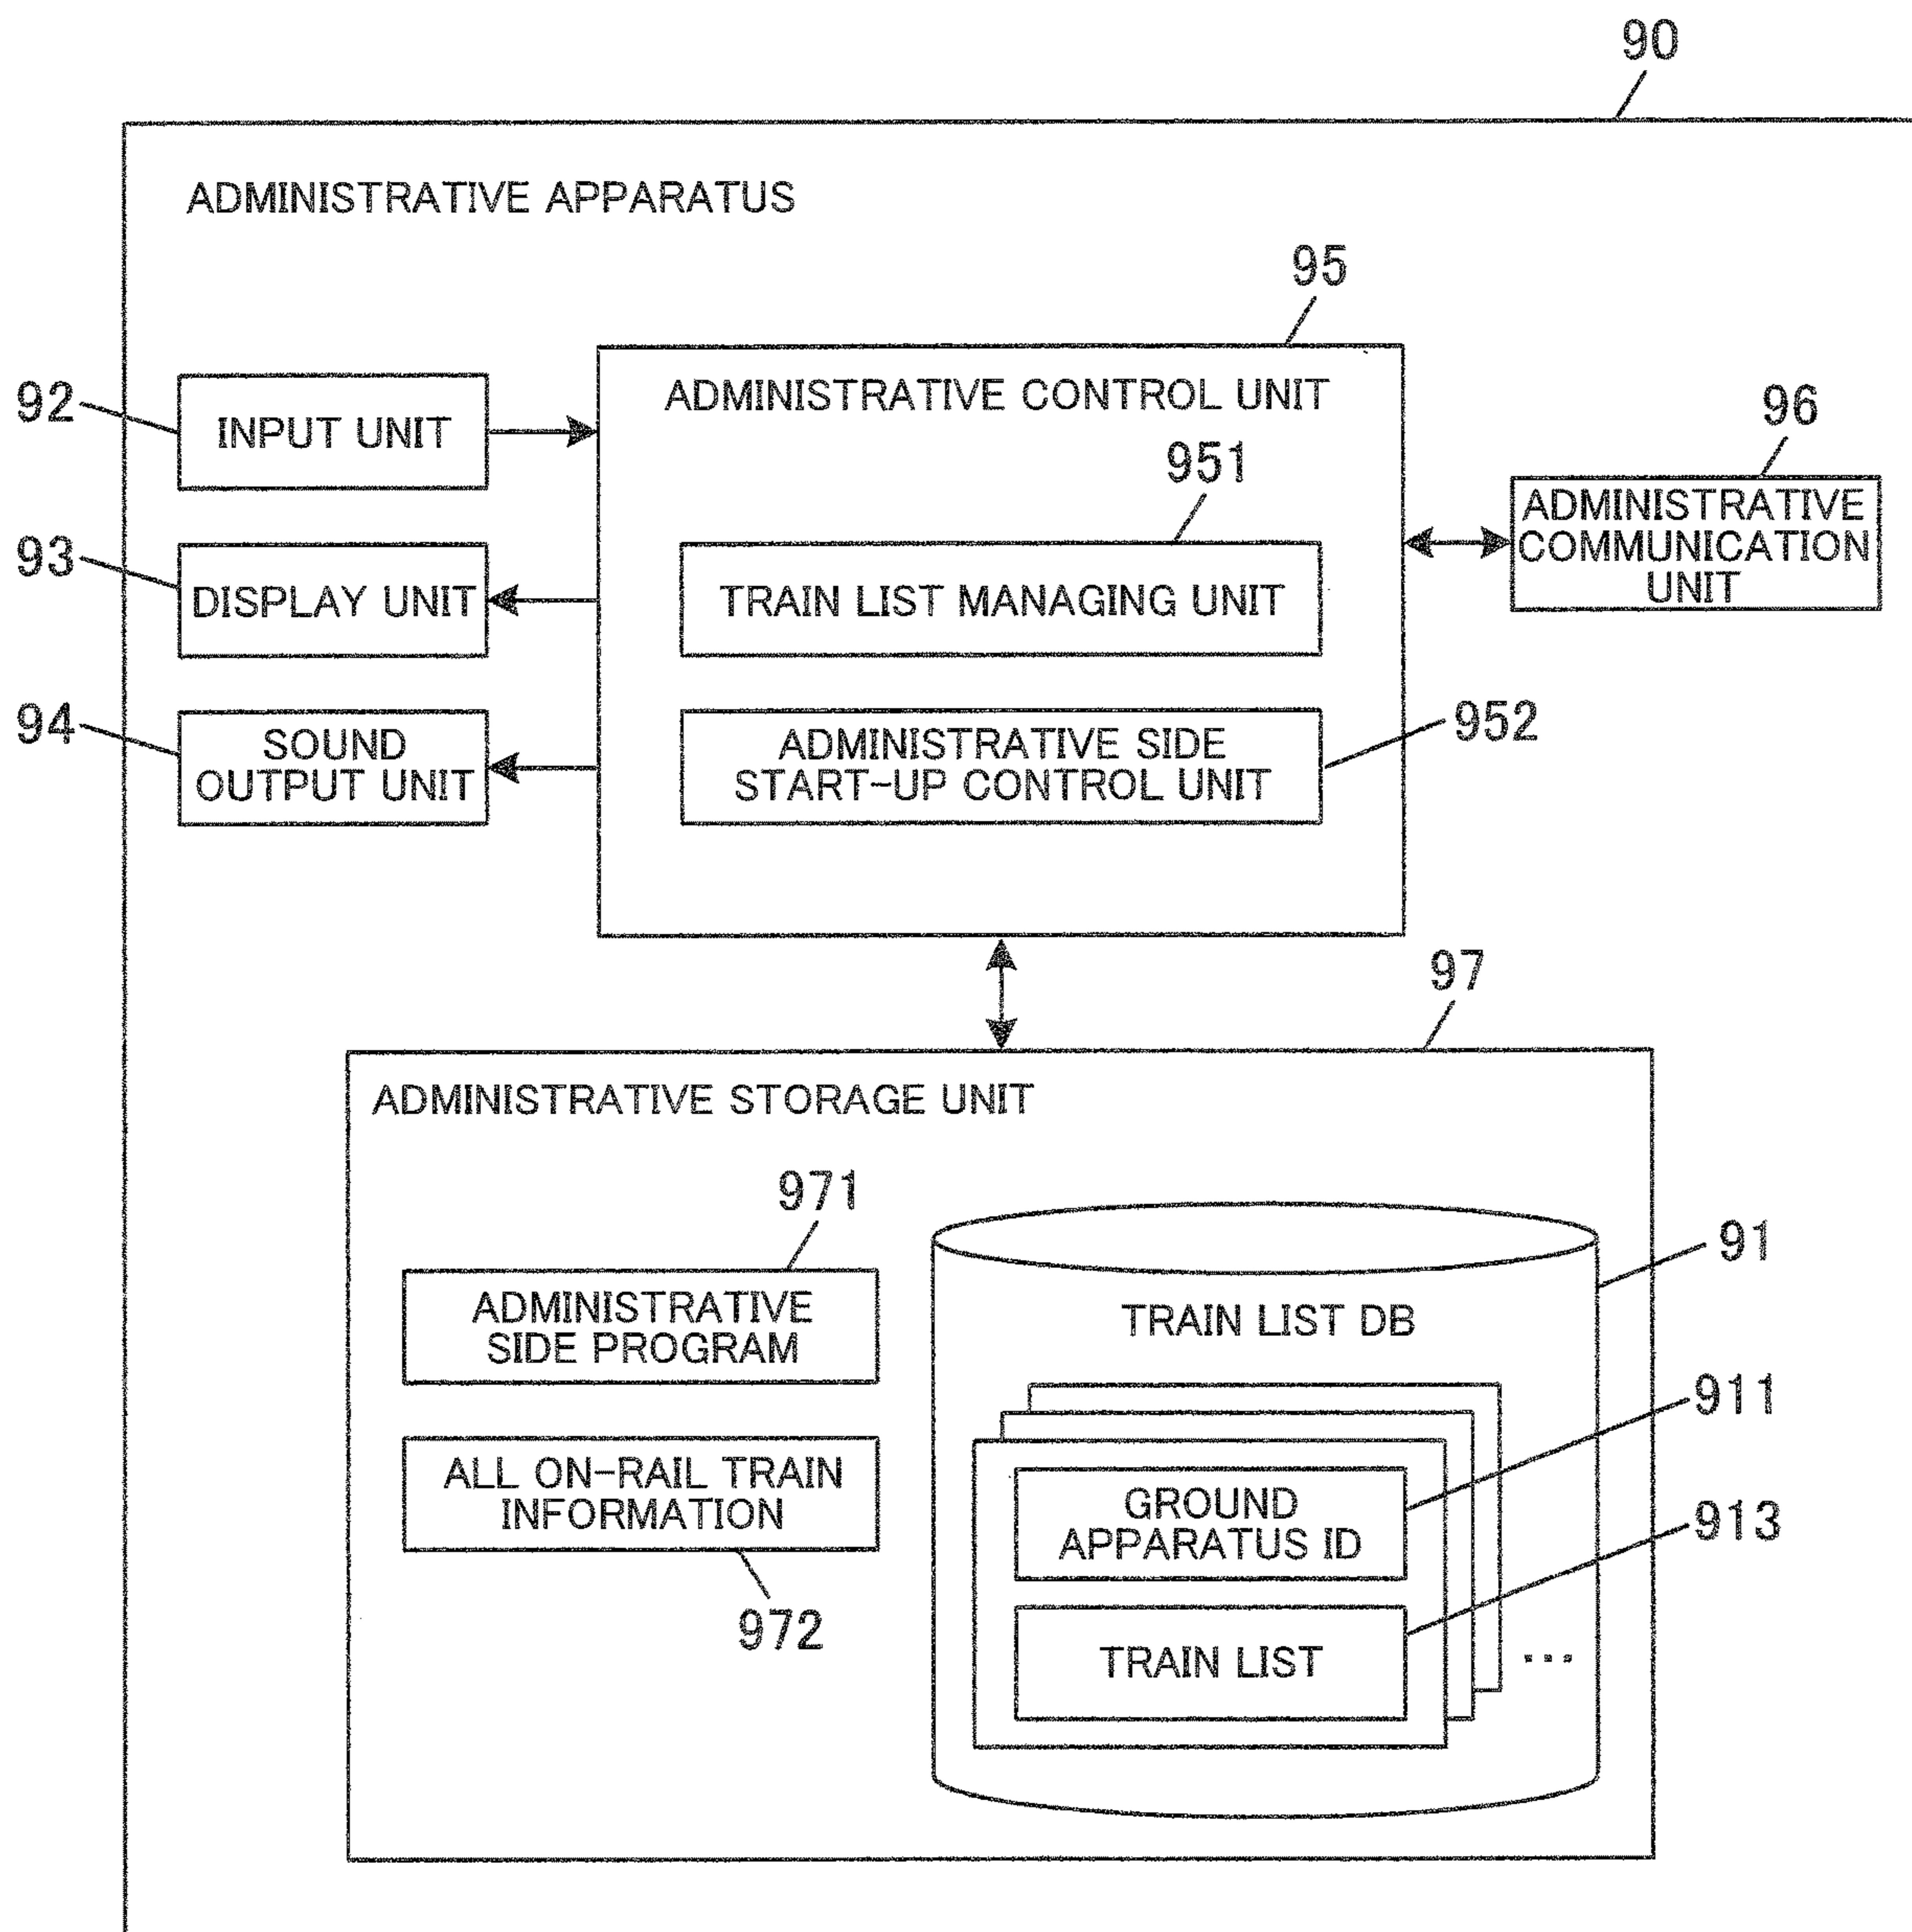 90
ADMINISTRATIVE APPARATUS
95
92
INPUT UNIT
ADMINISTRATIVE CONTROL UNIT
96
951
ADMINISTRATIVE
COMMUNICATION
UNIT
93
DISPLAY UNIT
TRAIN LIST MANAGING UNIT
94
SOUND
OUTPUT UNIT
ADMINISTRATIVE SIDE
START-UP CONTROL UNIT
952
97
ADMINISTRATIVE STORAGE UNIT
971
91
ADMINISTRATIVE
SIDE PROGRAM
TRAIN LIST DB
911
ALL ON-RAIL TRAIN
INFORMATION
GROUND
APPARATUS ID
913
972
TRAIN LIST
...